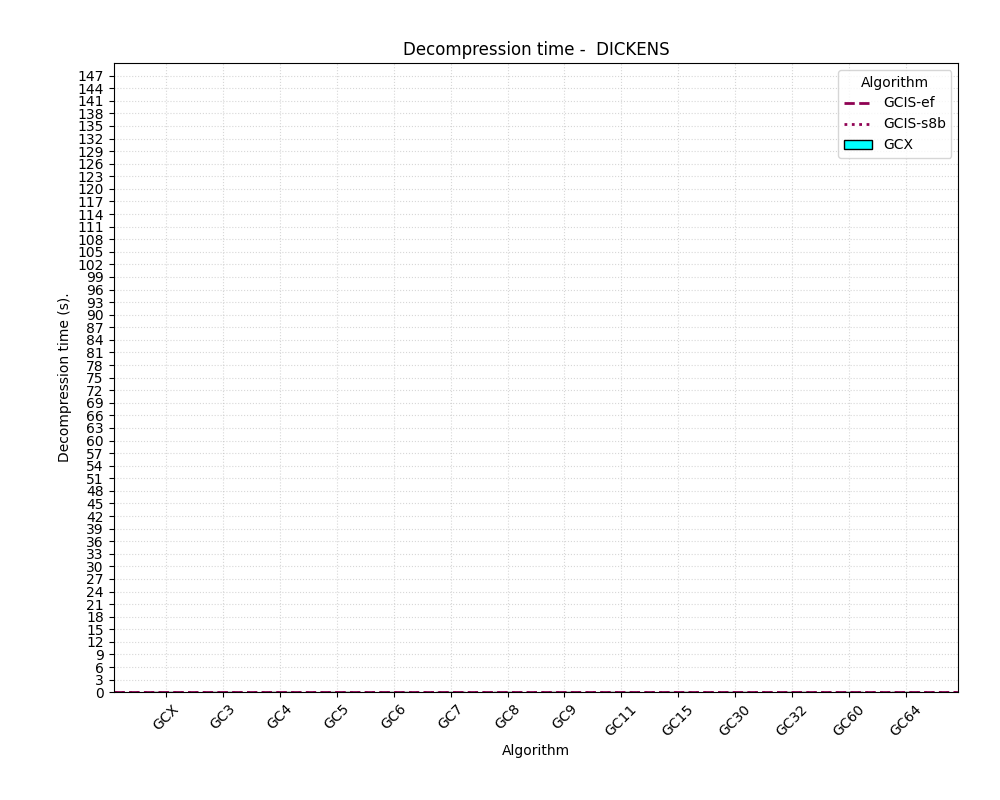 Decompression time -  DICKENS
Algorithm
GCIS-ef
GCIS-s8b
GCX
147
144
141
138
135
132
129
126
123
120
117
114
111
108
105
102
99
96
93
90
87
84
81
78
75
72
69
66
63
60
57
54
51
48
45
42
39
36
33
30
27
24
21
18
15
12
9
6
3
0
Decompression time (s).
GCX
GC3
GC4
GC5
GC6
GC7
GC8
GC9
GC11
GC15
GC30
GC32
GC60
GC64
Algorithm